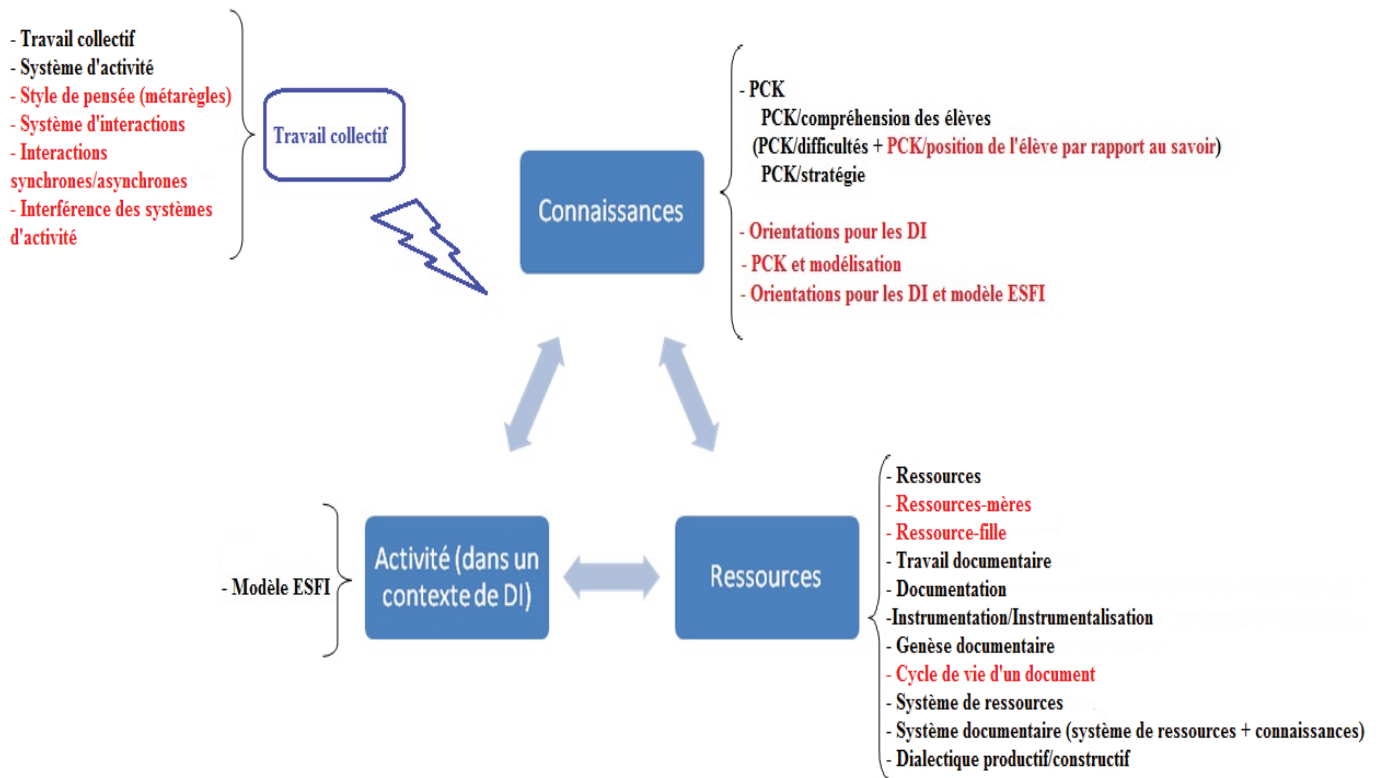 - Travail collectif
- Système d'activité
- Style de pensée (métarègles)
- Système d'interactions
- Interactions
synchrones/asynchrones
- Interférence des systèmes
d'activité
Travail collectif
Connaissances
- PCK
PCK/compréhension des élèves
(PCK/difficultés + PCK/position de l'élève par rapport au savoir)
PCK/stratégie
- Orientations pour les DI
- PCK et modélisation
- Orientations pour les DI et modèle ESFI
- Modèle ESFI
Activité (dans un
contexte de DI)
Ressources
- Ressources
- Ressources-mères
- Ressource-fille
- Travail documentaire
- Documentation
-Instrumentation/Instrumentalisation
- Genèse documentaire
- Cycle de vie d'un document
- Système de ressources
- Système documentaire (système de ressources + connaissances)
- Dialectique productif/constructif